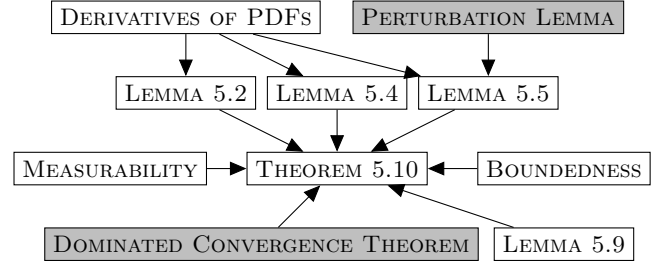 DERIVATIVES OF PDFS PERTURBATION LEMMA
LEMMA 5.2 LEMMA 5.4 LEMMA 5.5
MEASURABILITY THEOREM 5.10 BOUNDEDNESS
DOMINATED CONVERGENCE THEOREM LEMMA 5.9